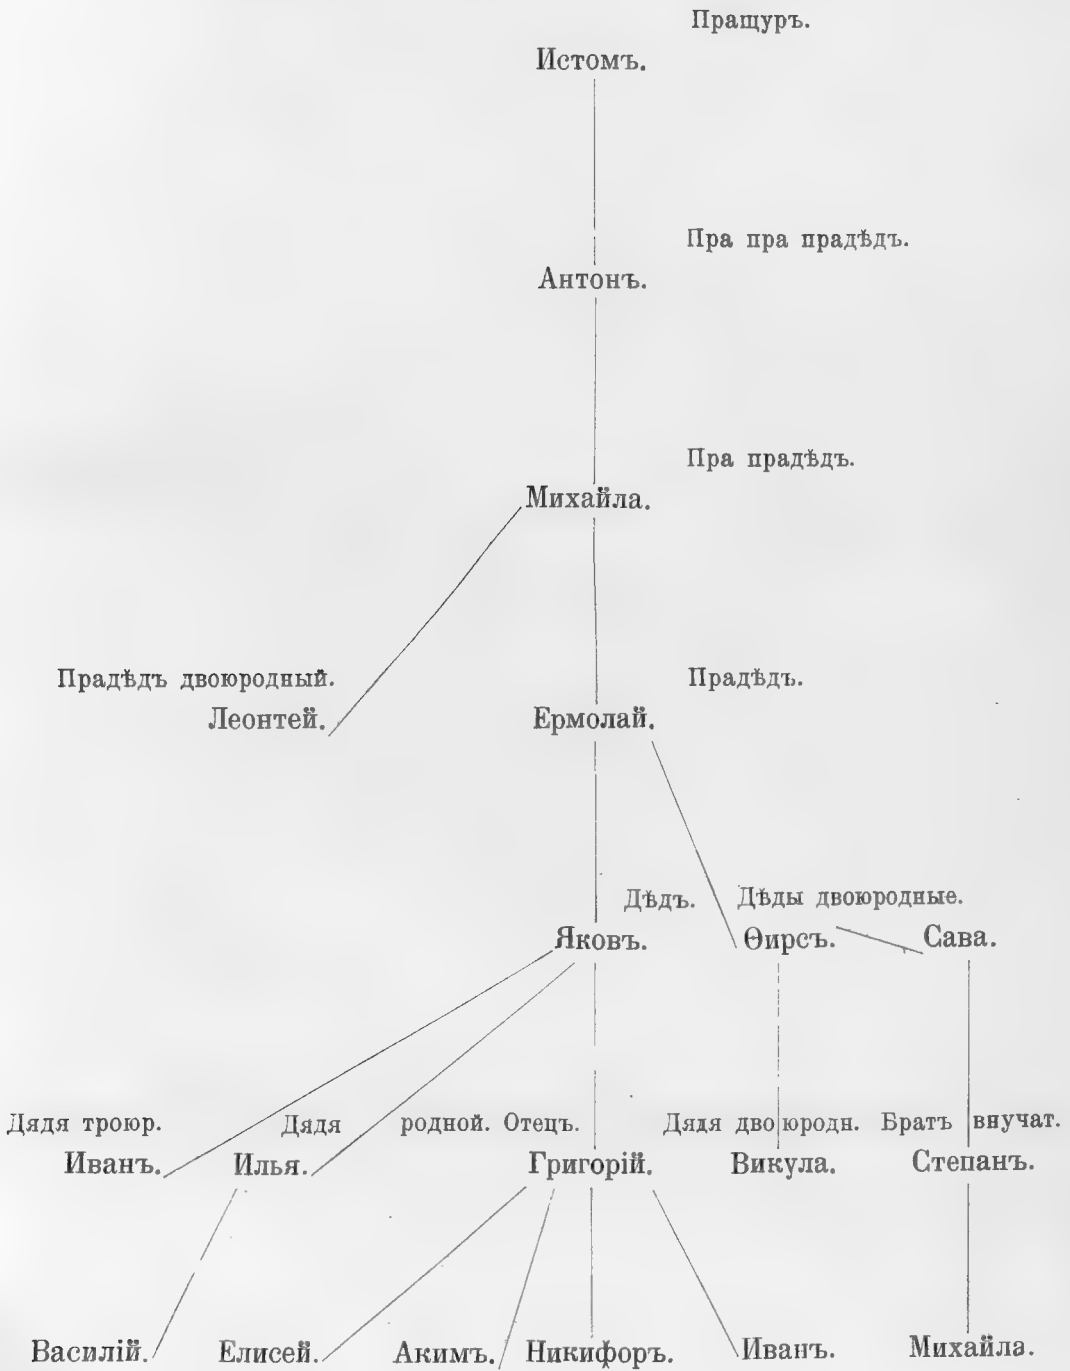 Пращуръ.
Истомъ.
Пра пра прадѣдъ.
Антонъ.
Пра прадѣдъ.
Михайла.
Прадѣдъ двоюродный. Прадѣдъ.
Леонтей. Ермолай.
Дѣдъ. Дѣды двоюродные.
Яковъ. Ѳирсъ. Сава.
Дядя троюр. Дядя родной. Отецъ. Дядя двоюродн. Братъ внучат.
Иванъ. Илья. Григорій. Викула. Степанъ.
Василій. Елисей. Акимъ. Никифоръ. Иванъ. Михайла.